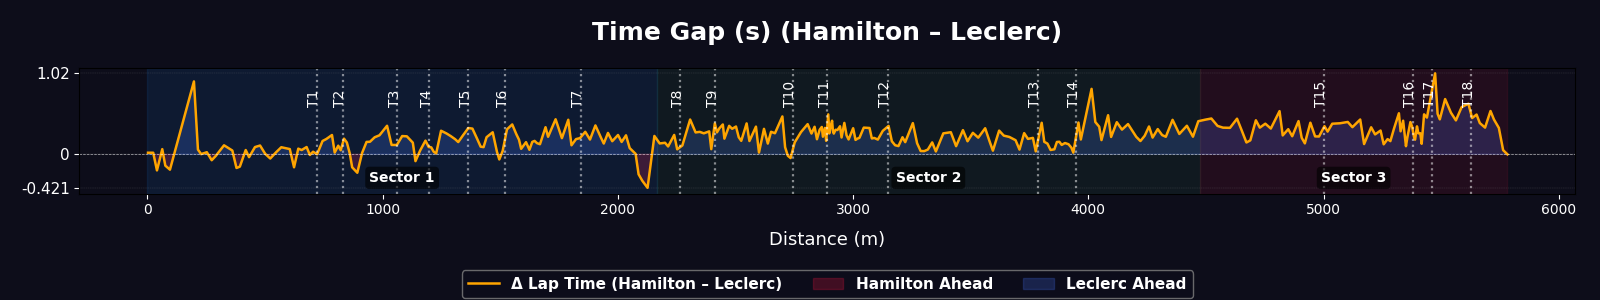 Time Gap (s) (Hamilton – Leclerc)
1.02
0
-0.421
T1 T2 T3 T4 T5 T6 T7 T8 T9 T10 T11 T12 T13 T14 T15 T16 T17 T18
Sector 1 Sector 2 Sector 3
0 1000 2000 3000 4000 5000 6000
Distance (m)
Δ Lap Time (Hamilton – Leclerc) Hamilton Ahead Leclerc Ahead